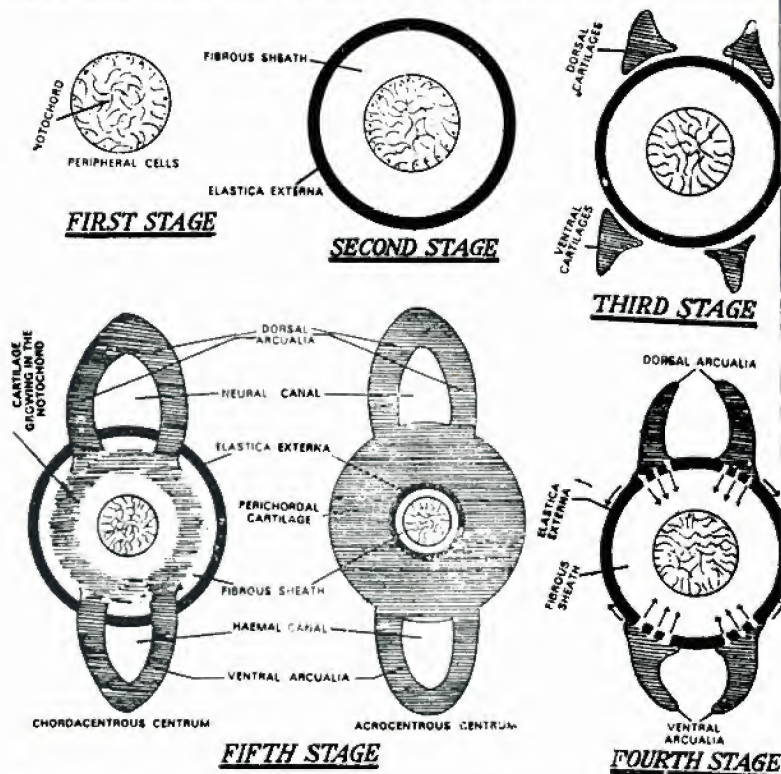 NOTOCHORD
PERIPHERAL CELLS
FIRST STAGE
FIBROUS SHEATH
ELASTICA EXTERNA
SECOND STAGE
DORSAL
CARTILAGES
VENTRAL
CARTILAGES
THIRD STAGE
CARTILAGE
GROWING IN THE
NOTOCHORD
DORSAL
ARCUALIA
NEURAL CANAL
ELASTICA EXTERNA
PERICHORDAL
CARTILAGE
FIBROUS SHEATH
HAEMAL CANAL
VENTRAL ARCUALIA
CHORDACENTROUS CENTRUM
ACROCENTROUS CENTRUM
FIFTH STAGE
DORSAL ARCUALIA
ELASTICA
EXTERNA
FIBROUS
SHEATH
VENTRAL
ARCUALIA
FOURTH STAGE